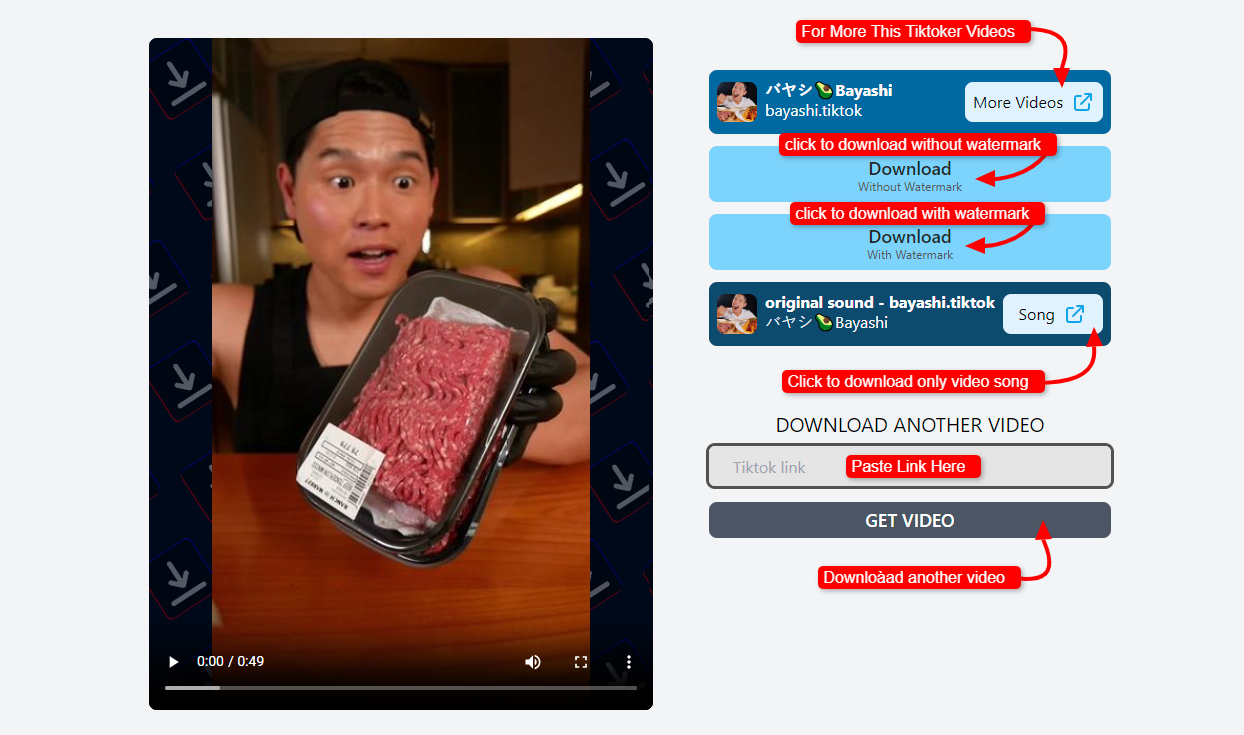 For More This Tiktoker Videos
バヤシ🥑Bayashi
bayashi.tiktok
More Videos
click to download without watermark
Download
Without Watermark
click to download with watermark
Download
With Watermark
original sound - bayashi.tiktok
バヤシ🥑Bayashi
Song
Click to download only video song
DOWNLOAD ANOTHER VIDEO
Tiktok link
Paste Link Here
GET VIDEO
Downloàad another video
0:00 / 0:49